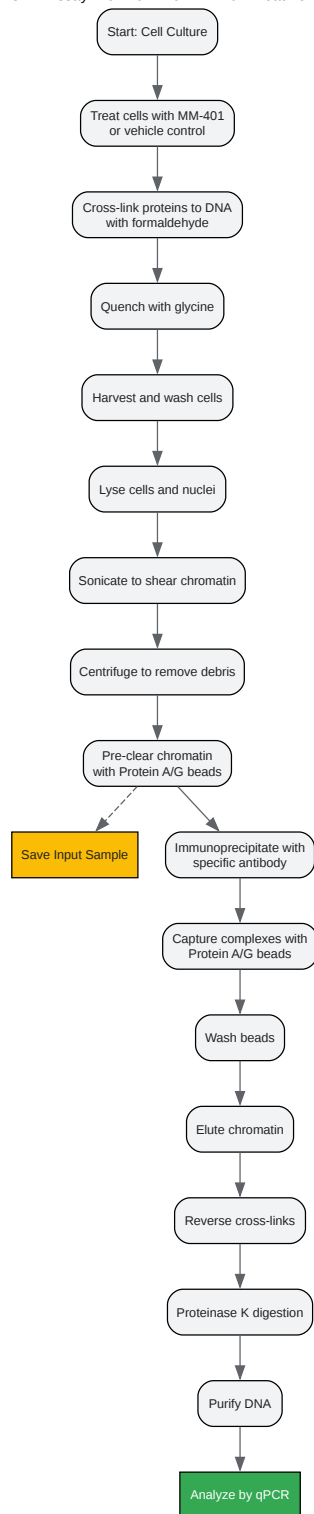 Start: Cell Culture
Treat cells with MM-401
or vehicle control
Cross-link proteins to DNA
with formaldehyde
Quench with glycine
Harvest and wash cells
Lyse cells and nuclei
Sonicate to shear chromatin
Centrifuge to remove debris
Pre-clear chromatin
with Protein A/G beads
Save Input Sample
Immunoprecipitate with
specific antibody
Capture complexes with
Protein A/G beads
Wash beads
Elute chromatin
Reverse cross-links
Proteinase K digestion
Purify DNA
Analyze by qPCR